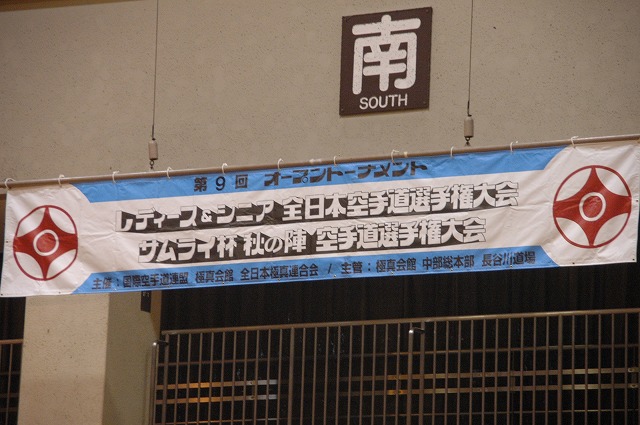 南
SOUTH
第9回 オープントーナメント
レディース&シニア 全日本空手道選手権大会
サムライ杯 秋の陣 空手道選手権大会
主催:国際空手道連盟 極真会館 全日本極真連合会 / 主管:極真会館 中部総本部 長谷川道場